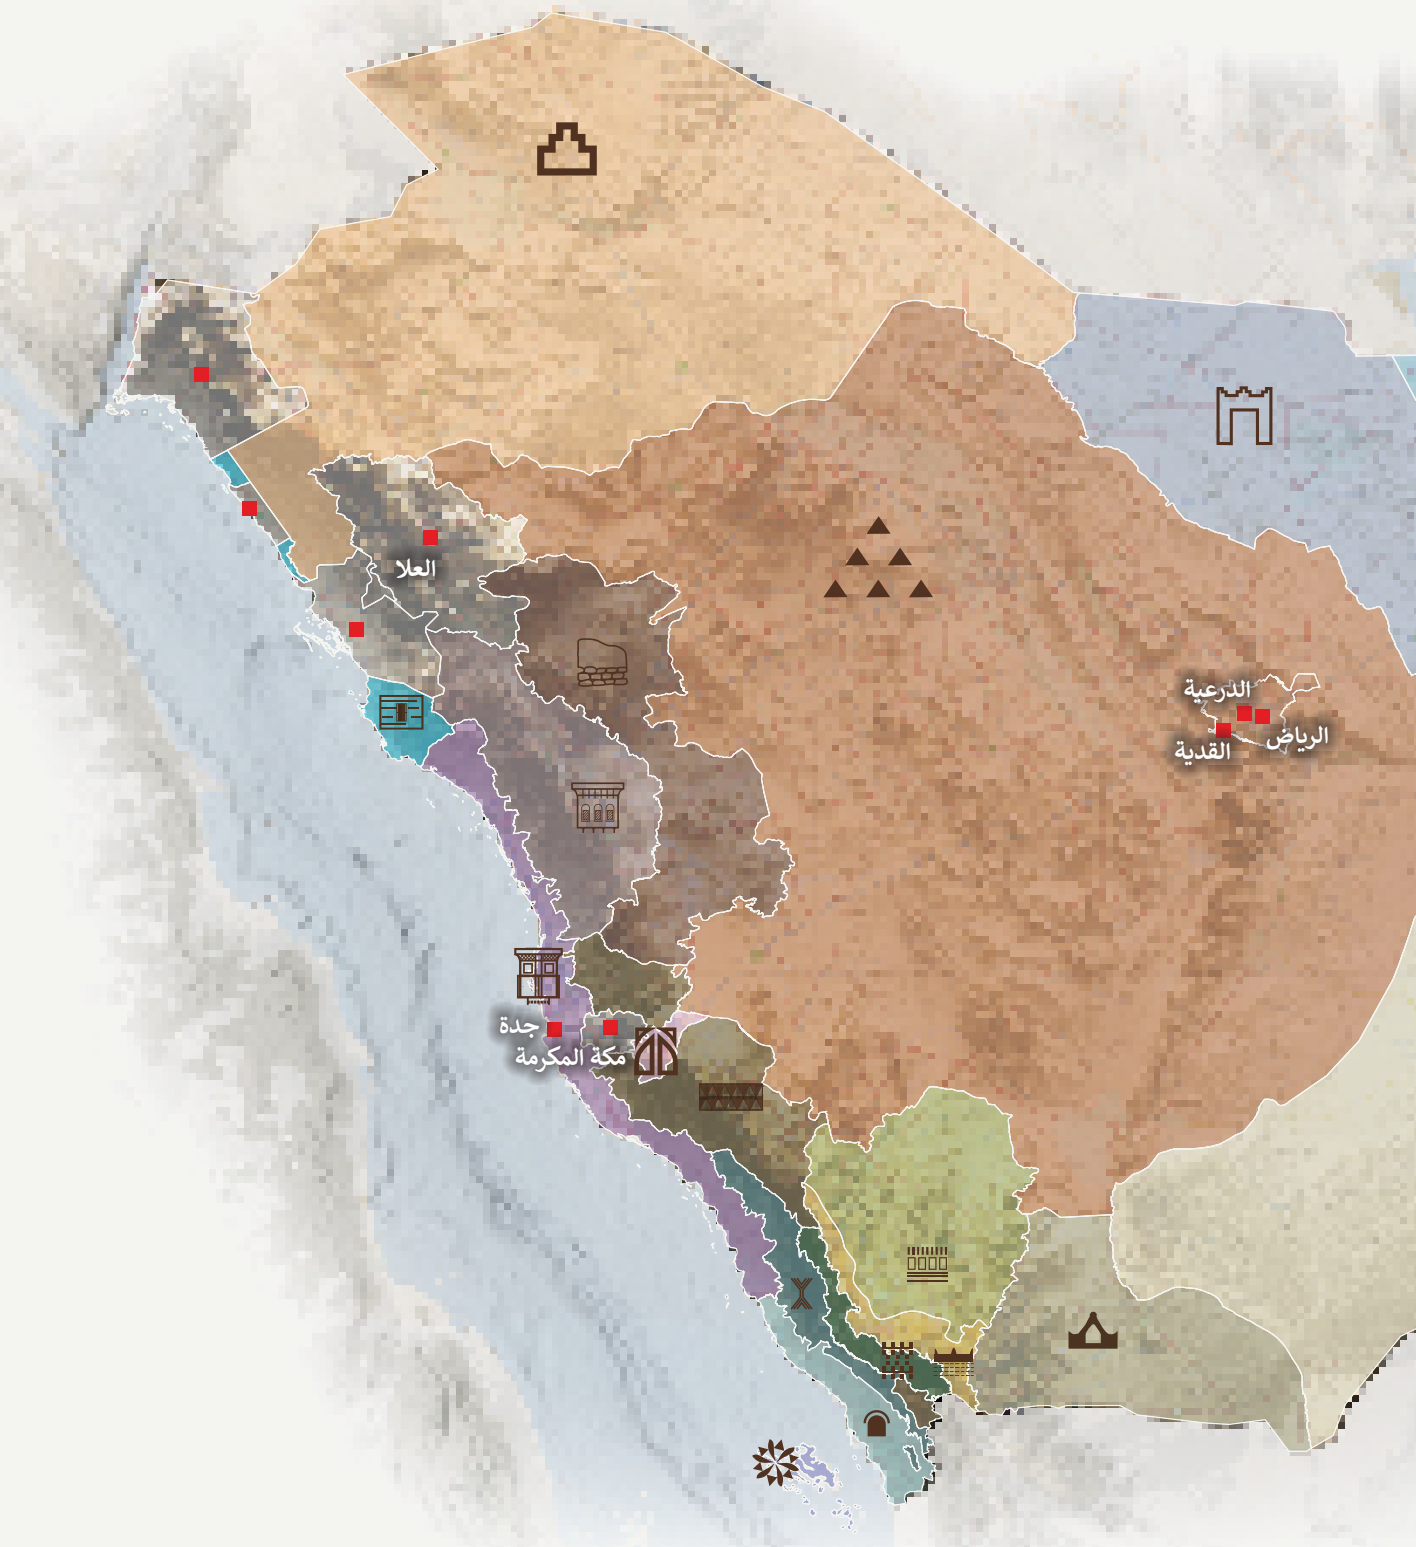 العلا
الدرعية
الرياض
القدية
جدة
مكة المكرمة